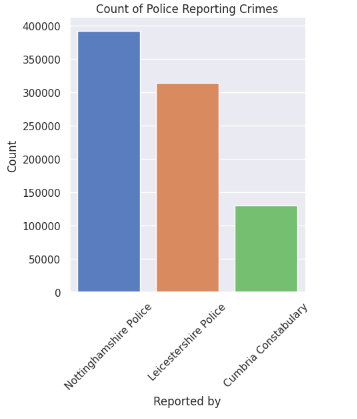 Count of Police Reporting Crimes
400000
350000
300000
250000
200000
150000
100000
50000
0
Count
Nottinghamshire Police
Leicestershire Police
Cumbria Constabulary
Reported by